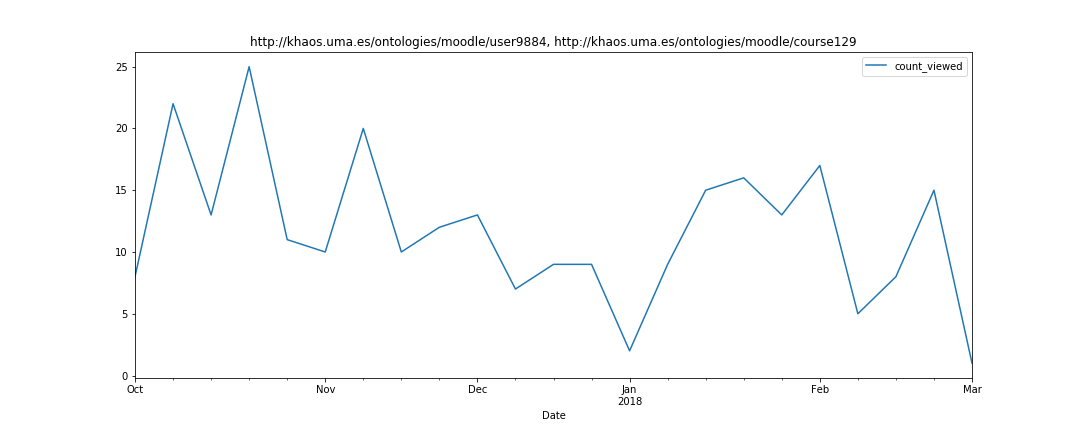 http://khaos.uma.es/ontologies/moodle/user9884, http://khaos.uma.es/ontologies/moodle/course129
count_viewed
25
20
15
10
5
0
Oct Nov Dec Jan Feb Mar
2018
Date